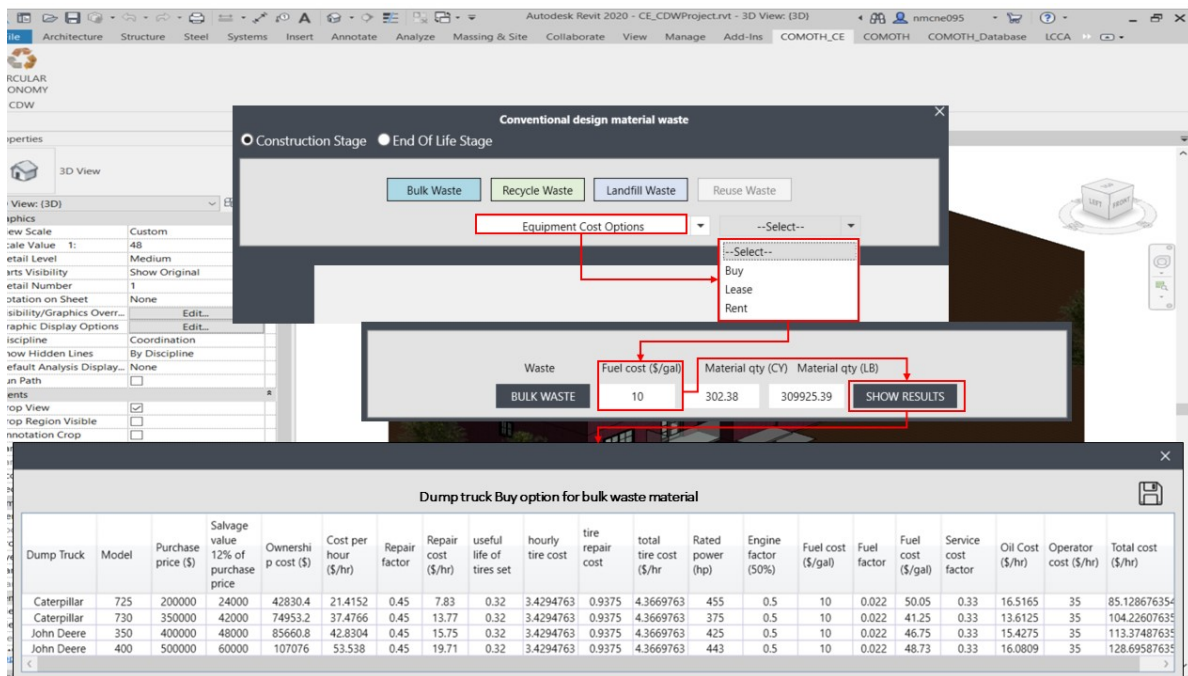 Autodesk Revit 2020 - CE_CDWProject.rvt - 3D View: {3D}
nmcne095
ile Architecture Structure Steel Systems Insert Annotate Analyze Massing & Site Collaborate View Manage Add-Ins COMOTH_CE COMOTH COMOTH_Database LCCA
RCULAR
ONOMY
CDW
Conventional design material waste
Construction Stage End Of Life Stage
operties
3D View
Bulk Waste Recycle Waste Landfill Waste Reuse Waste
View: {3D}
Equipment Cost Options --Select--
--Select--
Buy
Lease
Rent
phics
iew Scale Custom
cale Value 1: 48
etail Level Medium
arts Visibility Show Original
etail Number 1
otation on Sheet None
sibility/Graphics Overr... Edit...
raphic Display Options Edit...
iscipline Coordination
how Hidden Lines By Discipline
efault Analysis Display... None
un Path
ents
rop View
rop Region Visible
nnotation Crop
LEFT FRONT
Waste Fuel cost ($/gal) Material qty (CY) Material qty (LB)
BULK WASTE 10 302.38 309925.39 SHOW RESULTS
Dump truck Buy option for bulk waste material
Dump Truck Model Purchase price ($) Salvage value 12% of purchase price Ownershi p cost ($) Cost per hour ($/hr) Repair factor Repair cost ($/hr) useful life of tires set hourly tire cost tire repair cost total tire cost ($/hr Rated power (hp) Engine factor (50%) Fuel cost ($/gal) Fuel factor Fuel cost ($/gal) Service cost factor Oil Cost ($/hr) Operator cost ($/hr) Total cost ($/hr)
Caterpillar 725 200000 24000 42830.4 21.4152 0.45 7.83 0.32 3.4294763 0.9375 4.3669763 455 0.5 10 0.022 50.05 0.33 16.5165 35 85.128676354
Caterpillar 730 350000 42000 74953.2 37.4766 0.45 13.77 0.32 3.4294763 0.9375 4.3669763 375 0.5 10 0.022 41.25 0.33 13.6125 35 104.22607635
John Deere 350 400000 48000 85660.8 42.8304 0.45 15.75 0.32 3.4294763 0.9375 4.3669763 425 0.5 10 0.022 46.75 0.33 15.4275 35 113.37487635
John Deere 400 500000 60000 107076 53.538 0.45 19.71 0.32 3.4294763 0.9375 4.3669763 443 0.5 10 0.022 48.73 0.33 16.0809 35 128.69587635